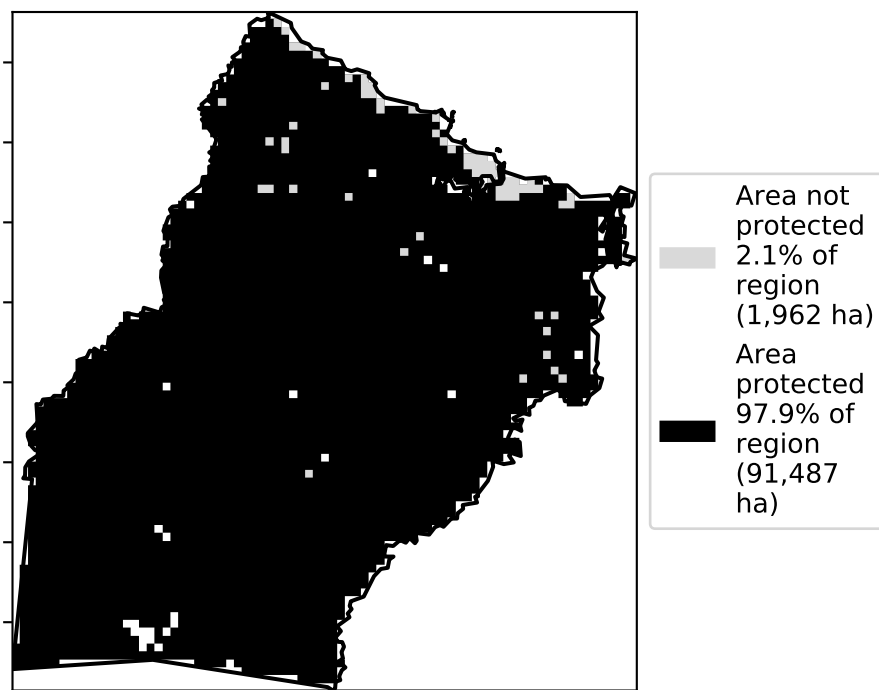 Area not
protected
2.1% of
region
(1,962 ha)
Area
protected
97.9% of
region
(91,487
ha)